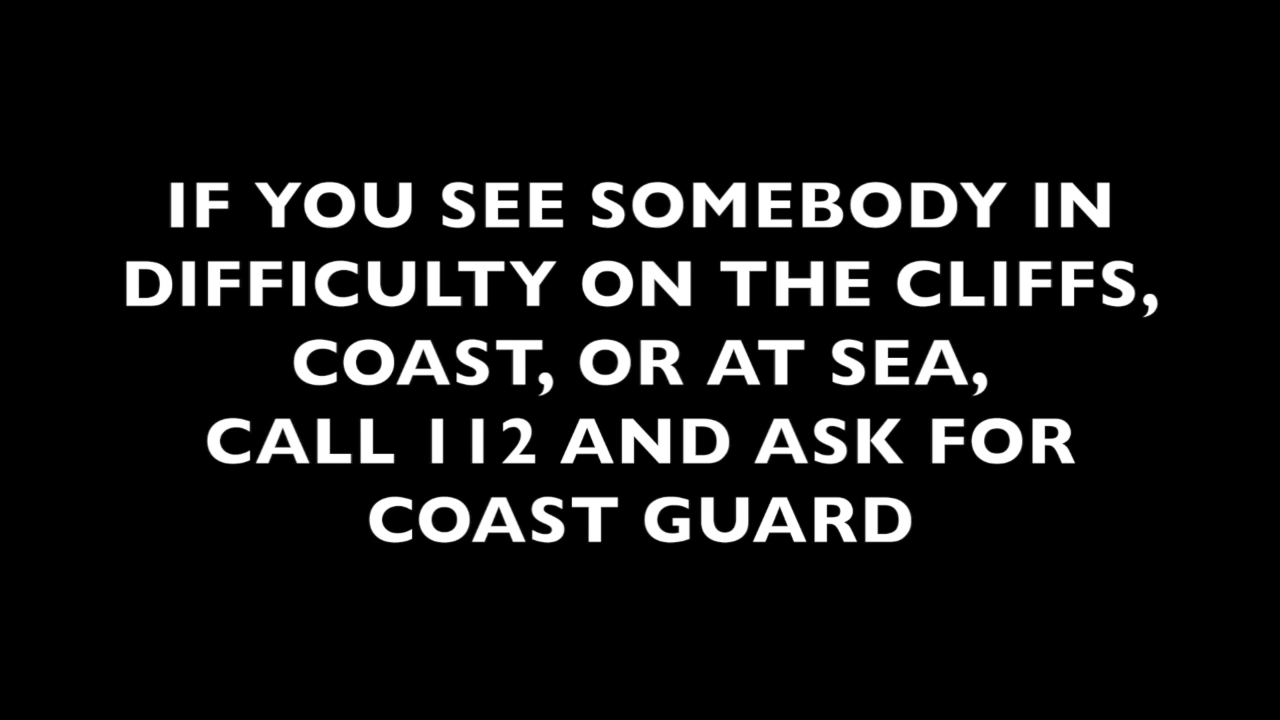 IF YOU SEE SOMEBODY IN
DIFFICULTY ON THE CLIFFS,
COAST, OR AT SEA,
CALL 112 AND ASK FOR
COAST GUARD